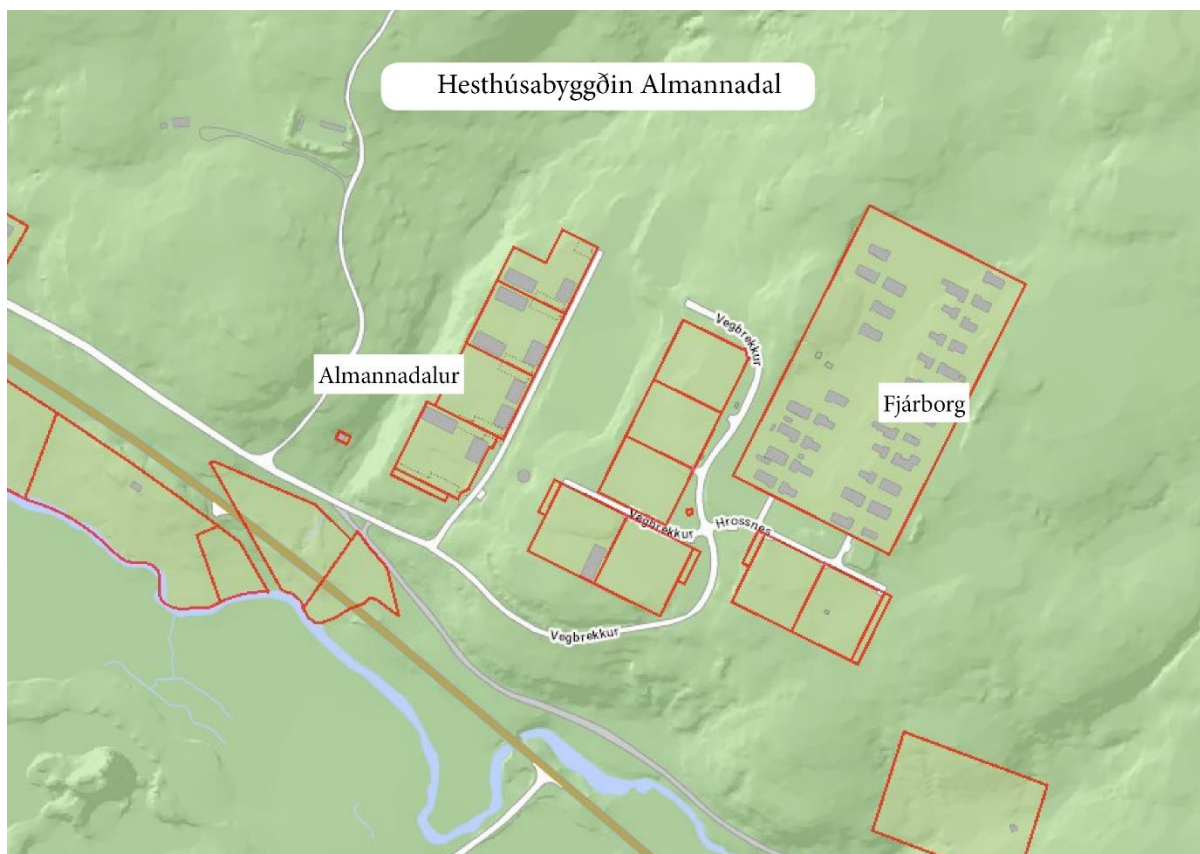 Hesthúsabyggðin Almannadal
Vegbrekkur
Almannadalur
Fjárborg
Vegbrekkur
Hrossnes
Vegbrekkur